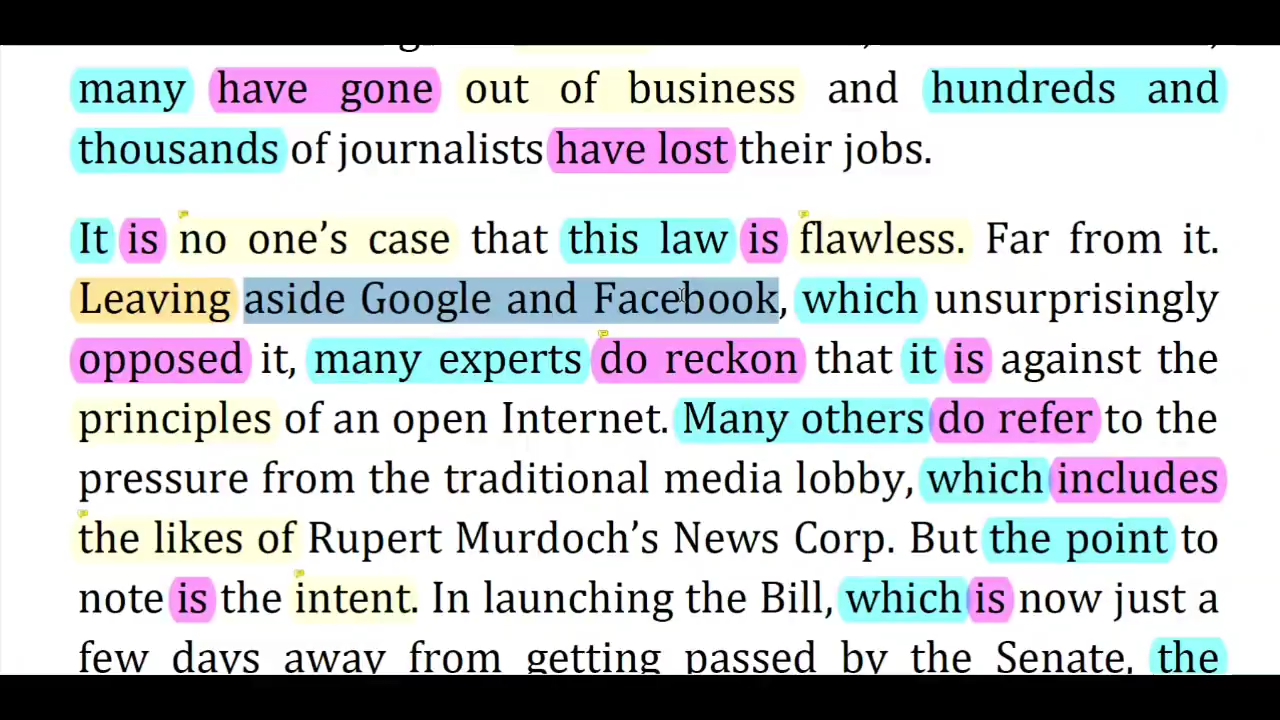 many have gone out of business and hundreds and
thousands of journalists have lost their jobs.
It is no one’s case that this law is flawless. Far from it.
Leaving aside Google and Facebook, which unsurprisingly
opposed it, many experts do reckon that it is against the
principles of an open Internet. Many others do refer to the
pressure from the traditional media lobby, which includes
the likes of Rupert Murdoch’s News Corp. But the point to
note is the intent. In launching the Bill, which is now just a
few days away from getting passed by the Senate, the